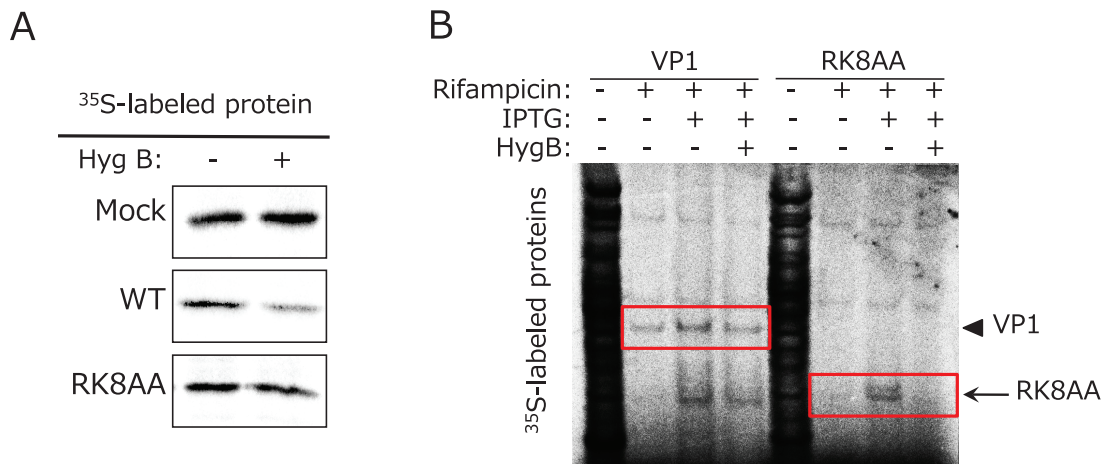 A
³⁵S-labeled protein
Hyg B: - +
Mock
WT
RK8AA
B
VP1 RK8AA
Rifampicin: - + + + - + + +
IPTG: - - + + - - + +
HygB: - - - + - - - +
³⁵S-labeled proteins
VP1
RK8AA